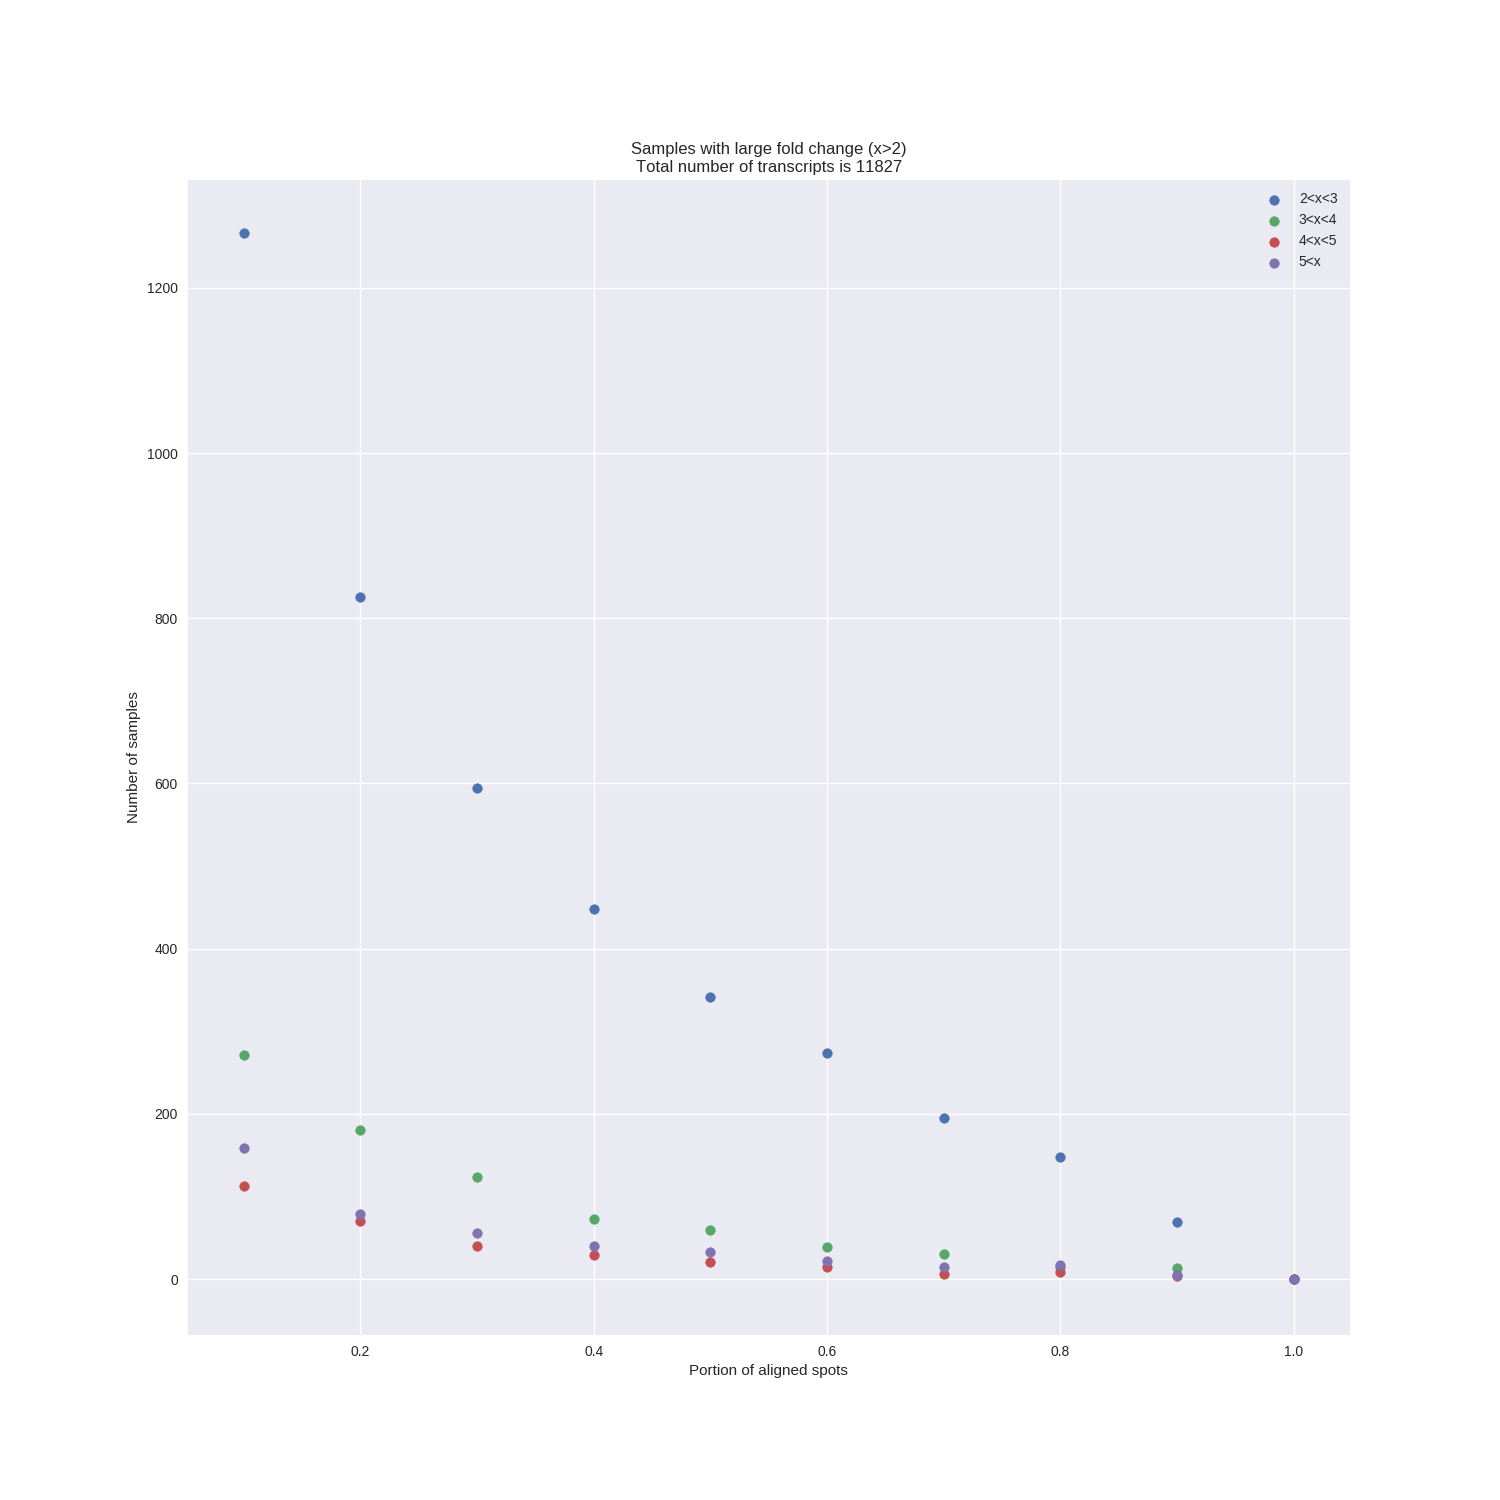 Samples with large fold change (x>2)
Total number of transcripts is 11827
2<x<3
3<x<4
4<x<5
5<x
1200
1000
800
600
400
200
0
Number of samples
0.2 0.4 0.6 0.8 1.0
Portion of aligned spots